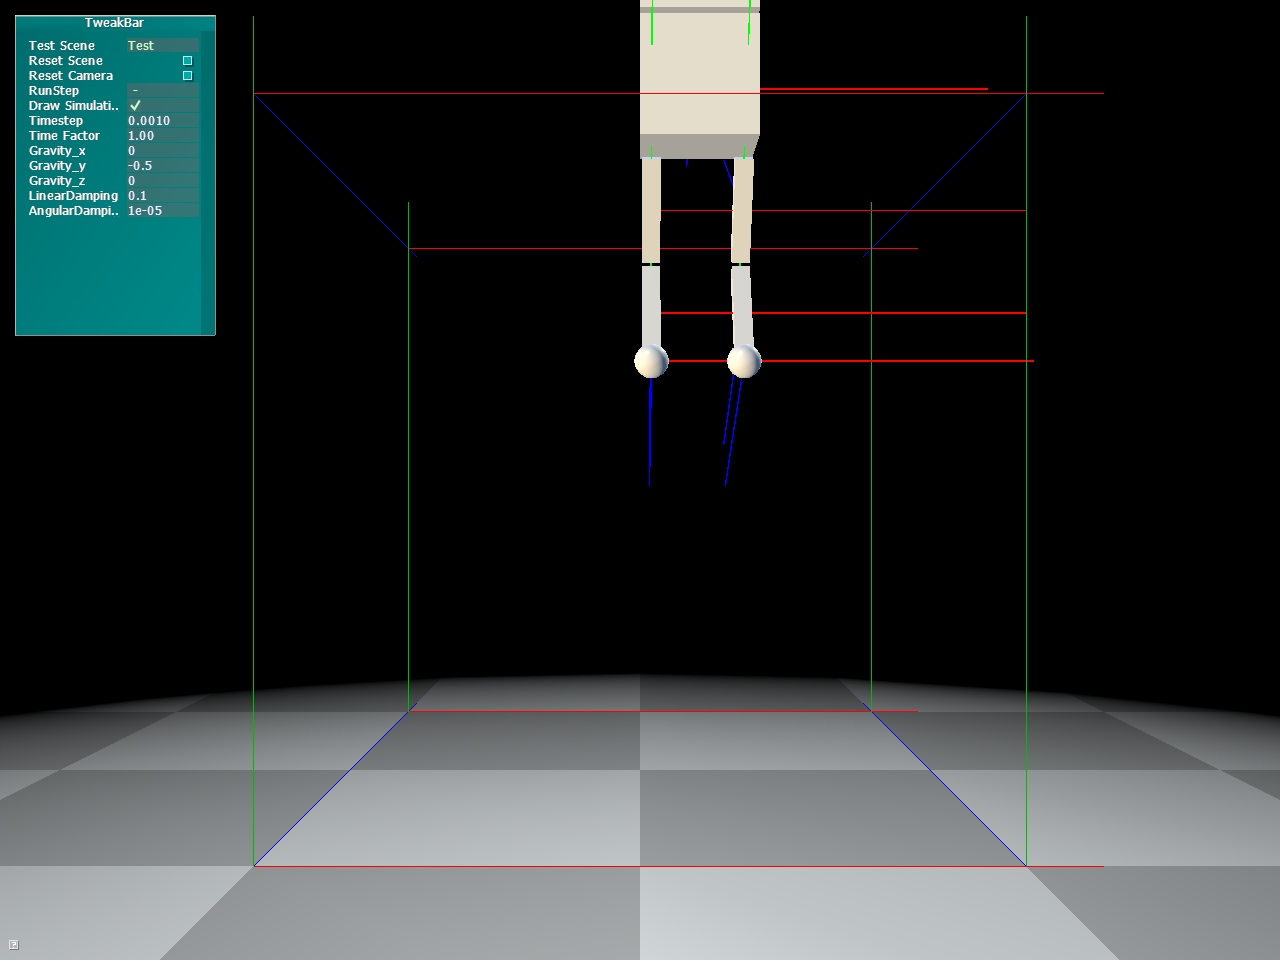 TweakBar
Test Scene Test
Reset Scene
Reset Camera
RunStep -
Draw Simulati..
Timestep 0.0010
Time Factor 1.00
Gravity_x 0
Gravity_y -0.5
Gravity_z 0
LinearDamping 0.1
AngularDampi.. 1e-05
?